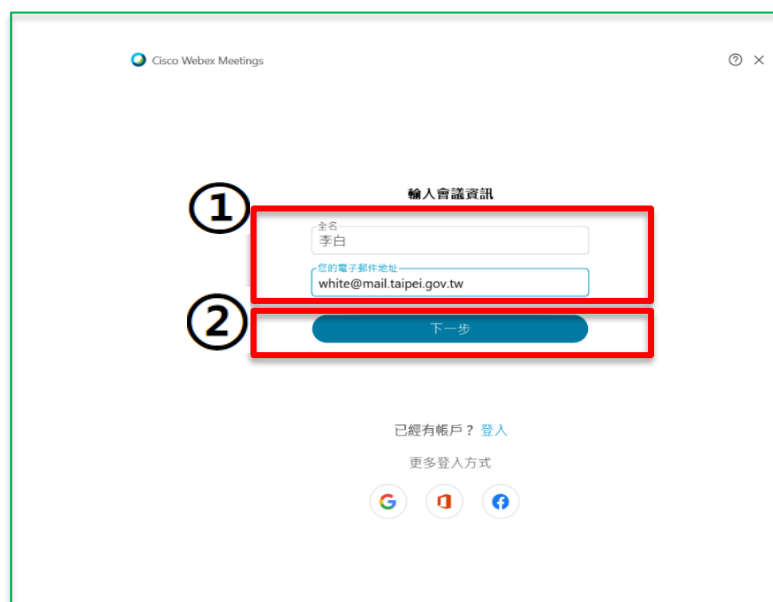 Cisco Webex Meetings
輸入會議資訊
①
全名
李白
您的電子郵件地址
white@mail.taipei.gov.tw
②
下一步
已經有帳戶？ 登入
更多登入方式